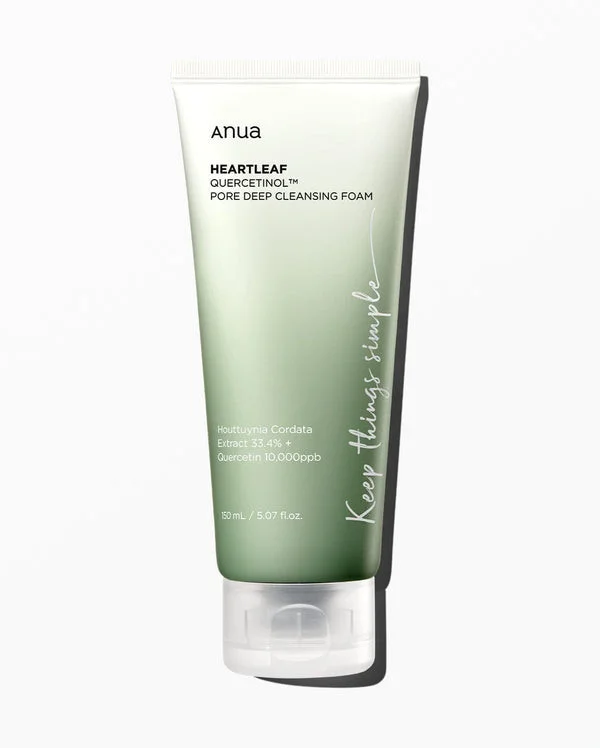 Anua
HEARTLEAF
QUERCETINOL™
PORE DEEP CLEANSING FOAM
Keep things simple
Houttuynia Cordata
Extract 33.4% +
Quercetin 10,000ppb
150 mL / 5.07 fl.oz.